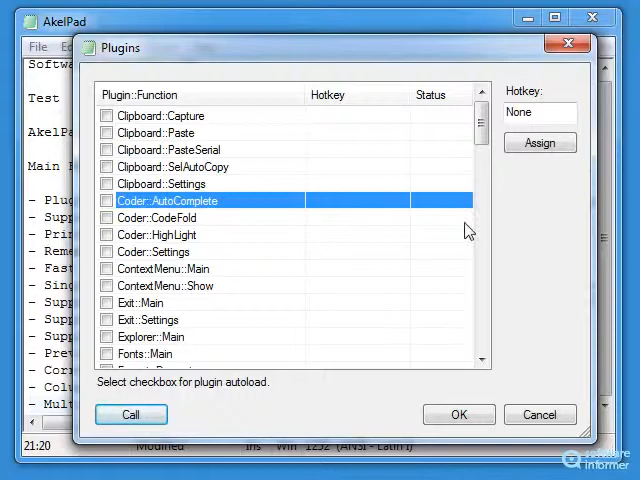 AkelPad
Plugins
File
Softwa
Test
AkelPa
Main
- Plu
- Supp
- Prin
- Reme
- Fast
- Sing
- Supp
- Supp
- Supp
- Prev
- Corr
- Colu
- Mult
Plugin::Function Hotkey Status
Clipboard::Capture
Clipboard::Paste
Clipboard::PasteSerial
Clipboard::SelAutoCopy
Clipboard::Settings
Coder::AutoComplete
Coder::CodeFold
Coder::HighLight
Coder::Settings
ContextMenu::Main
ContextMenu::Show
Exit::Main
Exit::Settings
Explorer::Main
Fonts::Main
Hotkey:
None
Assign
Select checkbox for plugin autoload.
Call OK Cancel
21:20 Modified Ins Win 1252 (ANSI - Latin I)
software
informer